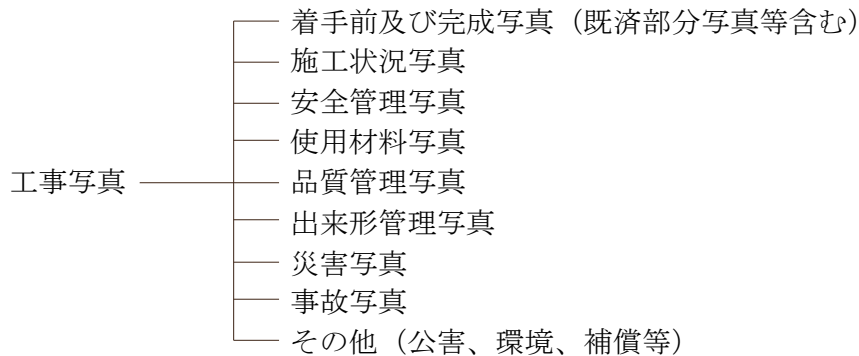 着手前及び完成写真（既済部分写真等含む）
施工状況写真
安全管理写真
使用材料写真
工事写真
品質管理写真
出来形管理写真
災害写真
事故写真
その他（公害、環境、補償等）